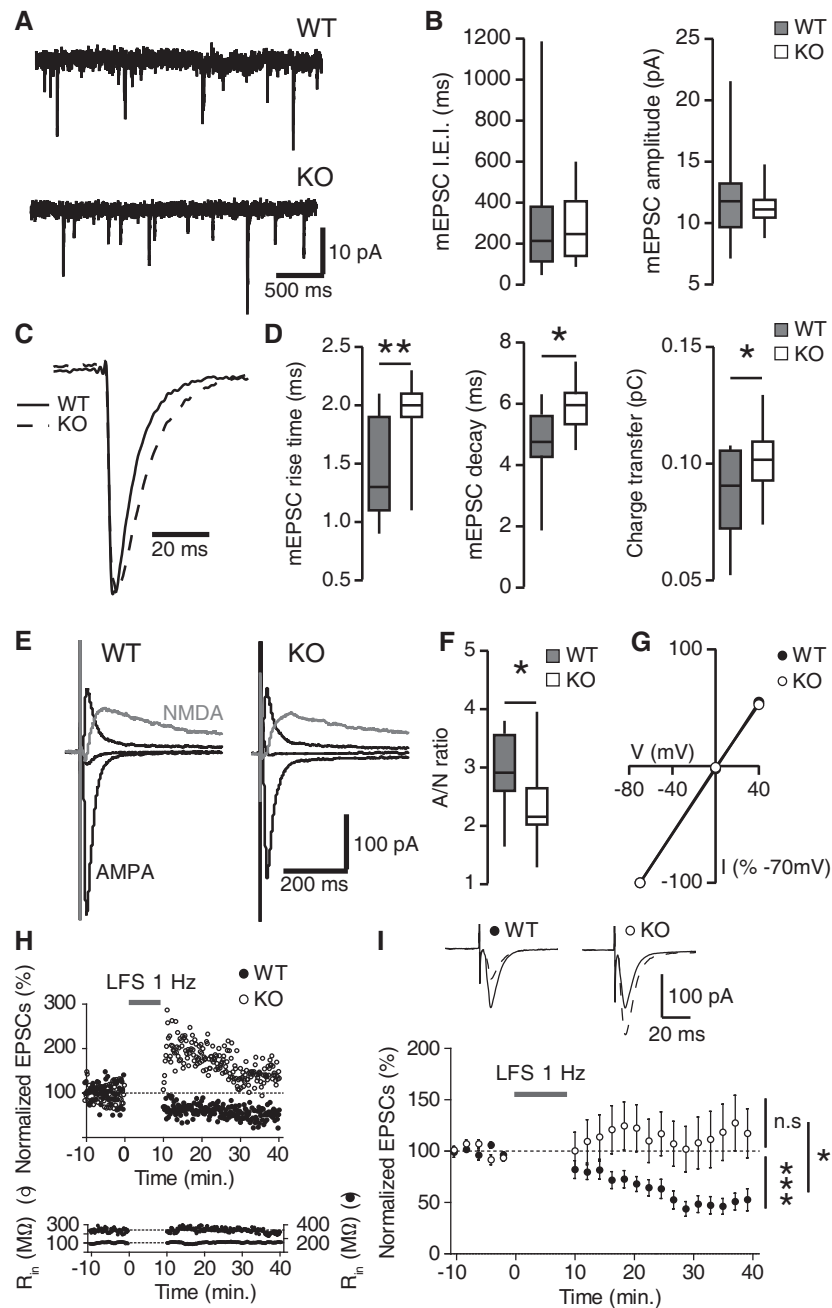 A
WT
KO
10 pA
500 ms
B
WT
KO
mEPSC I.E.I. (ms)
1200
1000
800
600
400
200
0
mEPSC amplitude (pA)
25
20
15
10
5
C
WT
KO
20 ms
D
WT
KO
mEPSC rise time (ms)
2.5
2.0
1.5
1.0
0.5
**
mEPSC decay (ms)
8
6
4
2
0
*
Charge transfer (pC)
0.15
0.10
0.05
*
E
WT
KO
NMDA
AMPA
100 pA
200 ms
F
WT
KO
A/N ratio
5
4
3
2
1
*
G
WT
KO
100
V (mV)
-80 -40 40
-100
I (% -70mV)
H
WT
KO
LFS 1 Hz
Normalized EPSCs (%)
300
200
100
-10 0 10 20 30 40
Time (min.)
Rin (MΩ) (○)
300
100
400
200
Rin (MΩ) (●)
-10 0 10 20 30 40
Time (min.)
I
WT
KO
100 pA
20 ms
LFS 1 Hz
Normalized EPSCs (%)
200
150
100
50
0
n.s
*
***
-10 0 10 20 30 40
Time (min.)